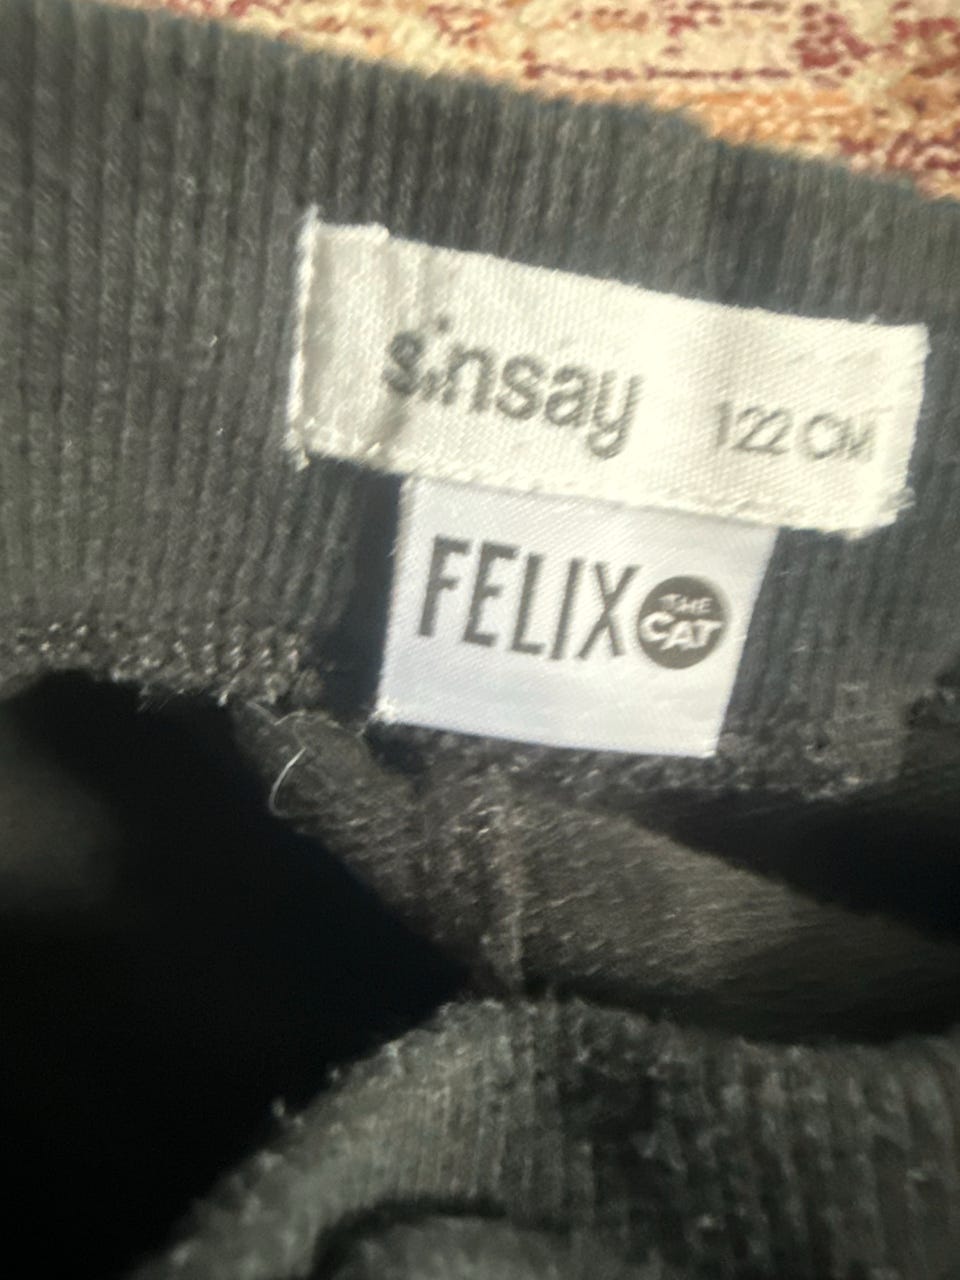 sinsay 122 CM
FELIX THE
CAT